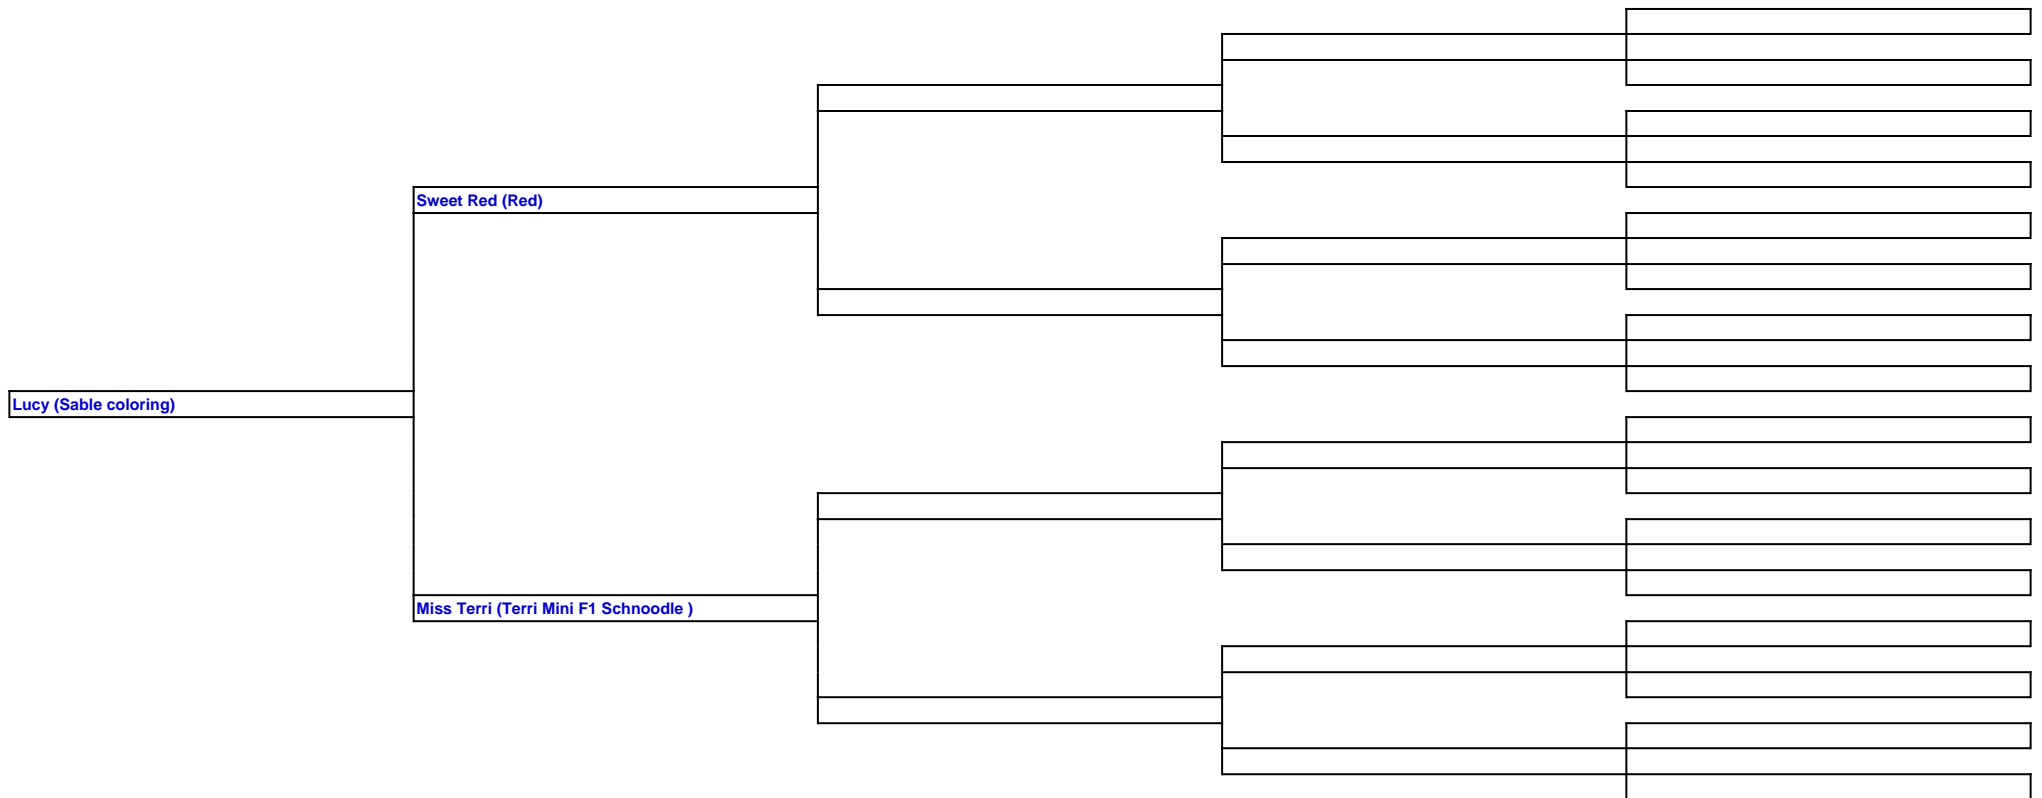 Sweet Red (Red)
Lucy (Sable coloring)
Miss Terri (Terri Mini F1 Schnoodle )